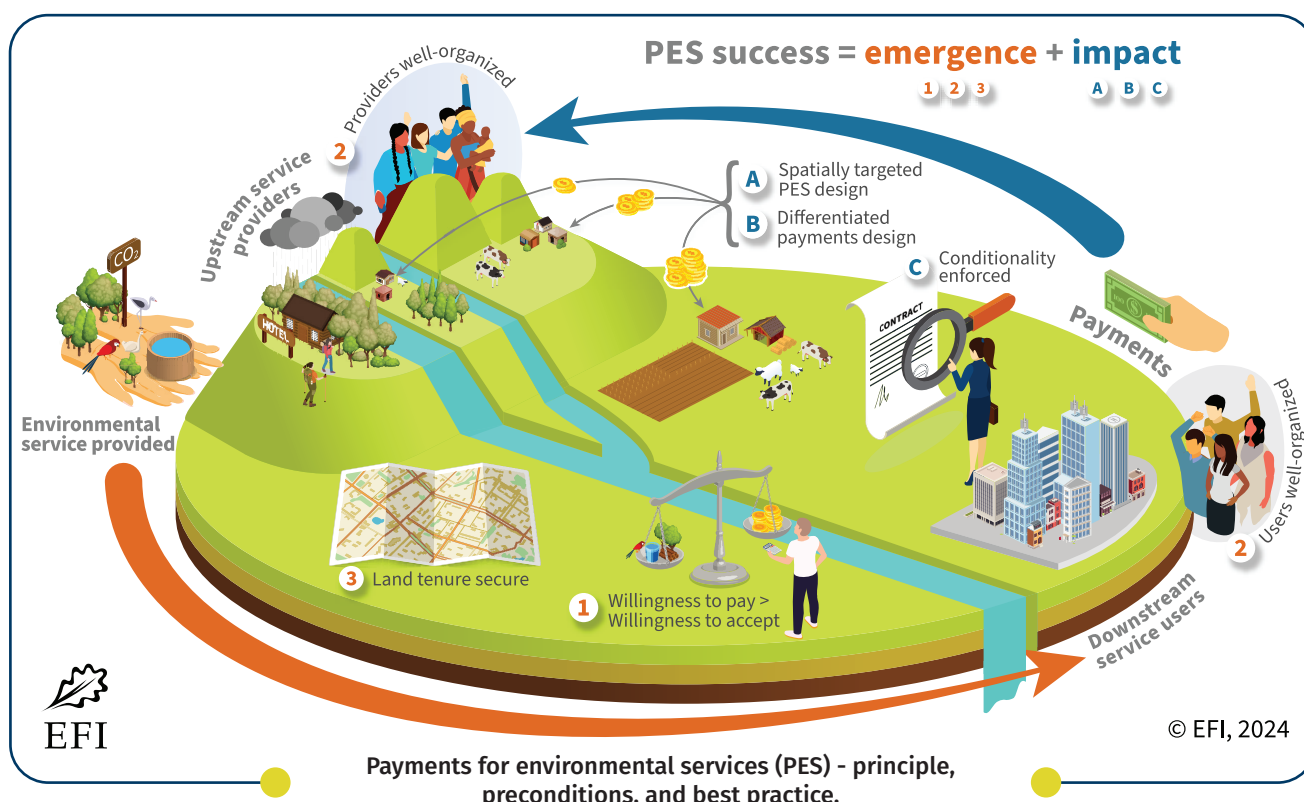 PES success = emergence + impact
1 2 3
A B C
Providers well-organized
2
Upstream service
providers
A
Spatially targeted
PES design
B
Differentiated
payments design
C
Conditionality
enforced
CONTRACT
CO2
HOTEL
100
$
Payments
Environmental
service provided
Users well-organized
2
3 Land tenure secure
1
Willingness to pay >
Willingness to accept
Downstream
service users
EFI
© EFI, 2024
Payments for environmental services (PES) - principle,
preconditions, and best practice.